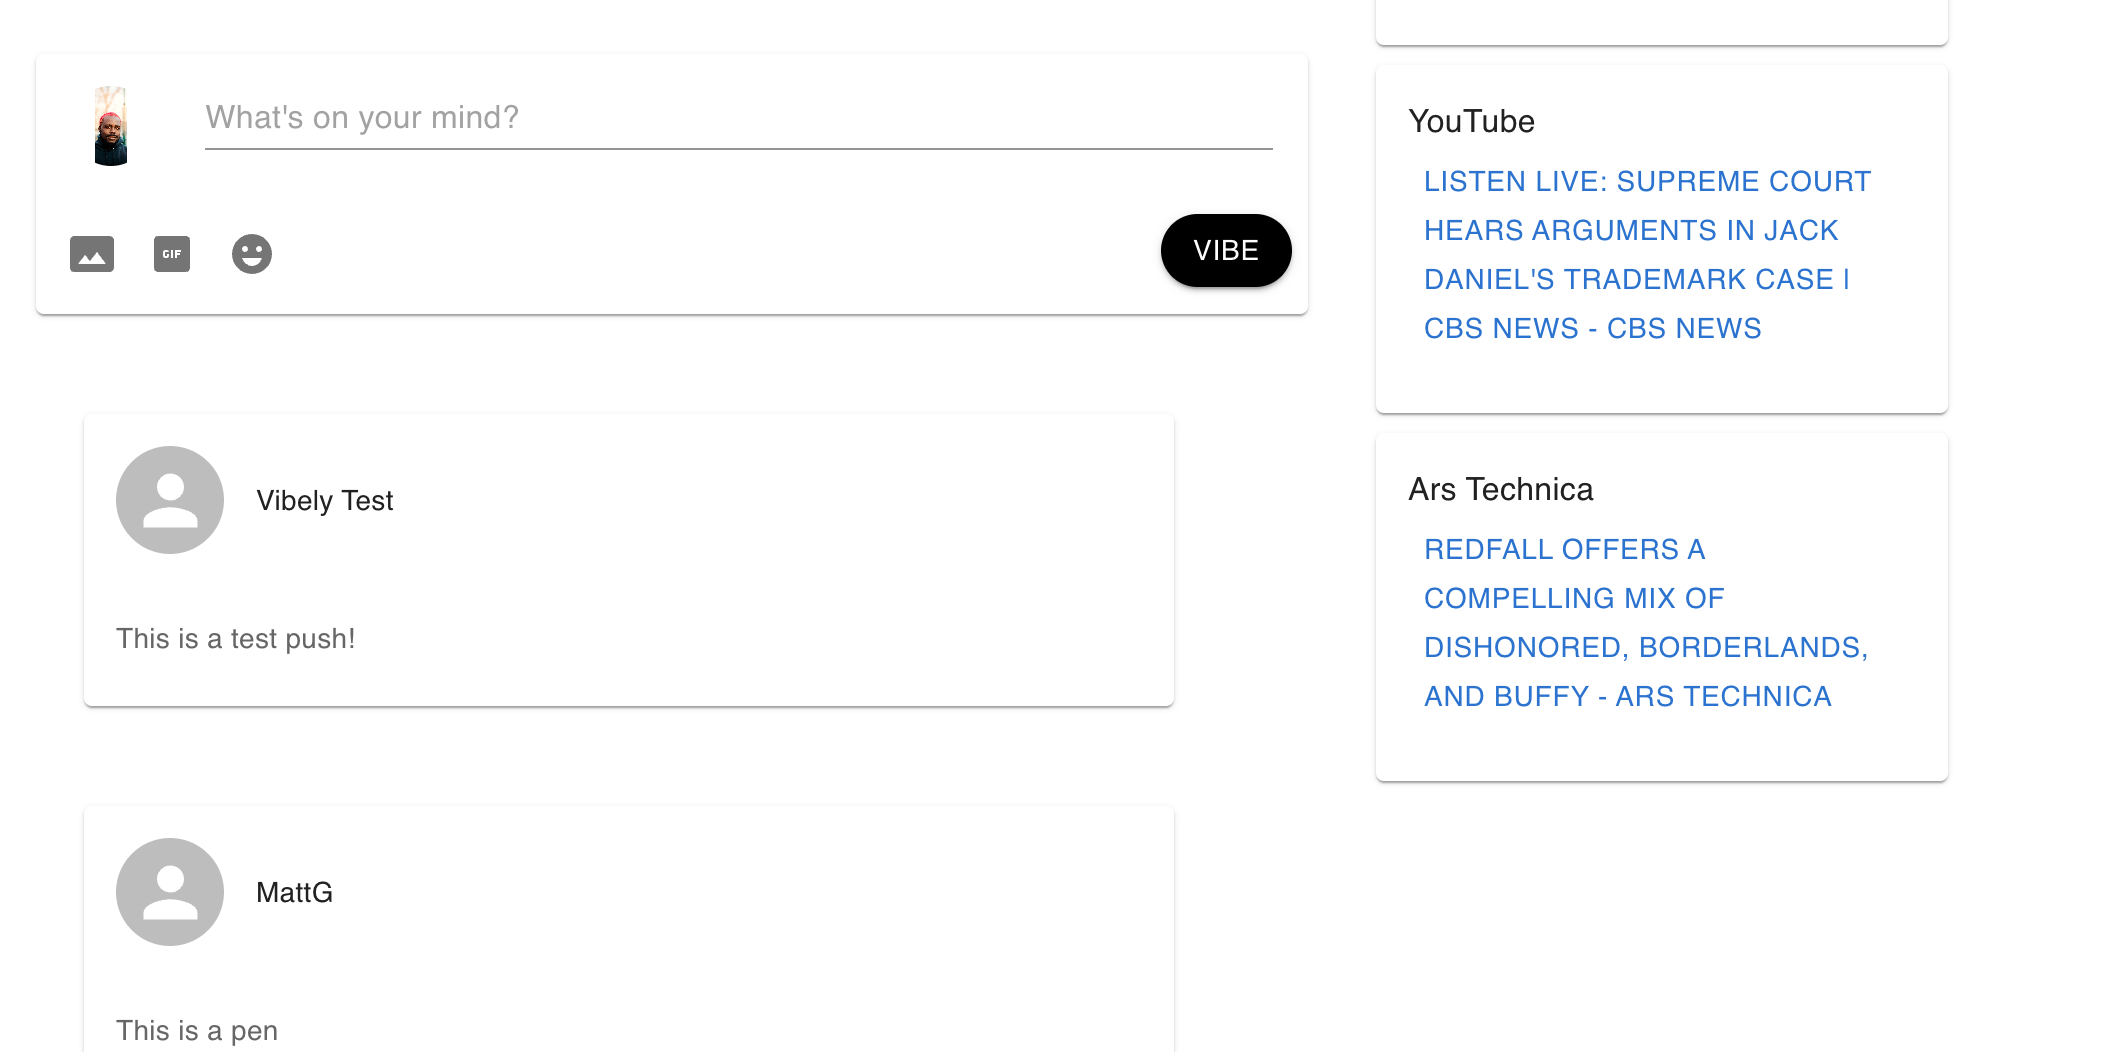 What's on your mind?
GIF
VIBE
Vibely Test
This is a test push!
MattG
This is a pen
YouTube
LISTEN LIVE: SUPREME COURT
HEARS ARGUMENTS IN JACK
DANIEL'S TRADEMARK CASE |
CBS NEWS - CBS NEWS
Ars Technica
REDFALL OFFERS A
COMPELLING MIX OF
DISHONORED, BORDERLANDS,
AND BUFFY - ARS TECHNICA